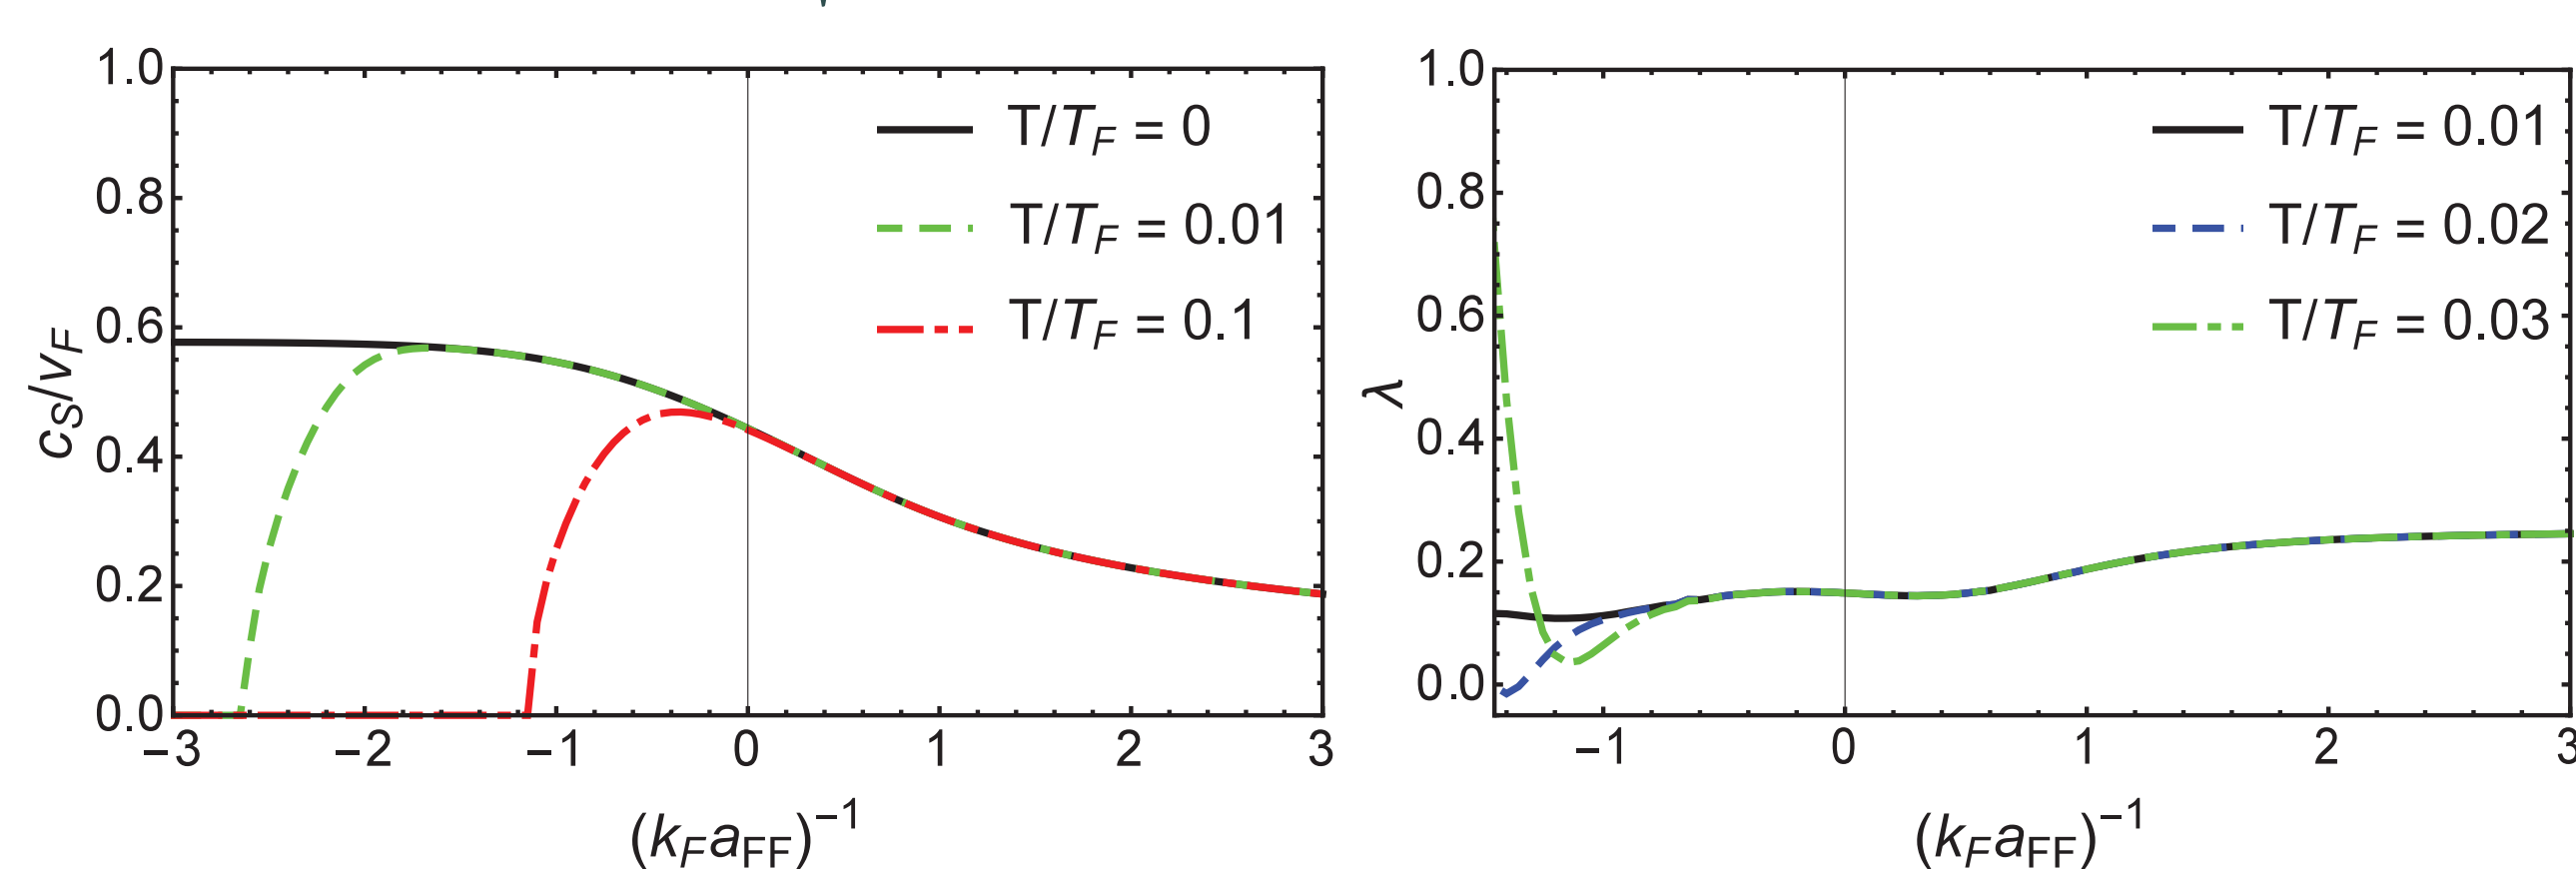 1.0
0.8
0.6
0.4
0.2
0.0
c_S/v_F
T/T_F = 0
T/T_F = 0.01
T/T_F = 0.1
−3 −2 −1 0 1 2 3
(k_F a_FF)^−1
1.0
0.8
0.6
0.4
0.2
0.0
λ
T/T_F = 0.01
T/T_F = 0.02
T/T_F = 0.03
−1 0 1 2 3
(k_F a_FF)^−1